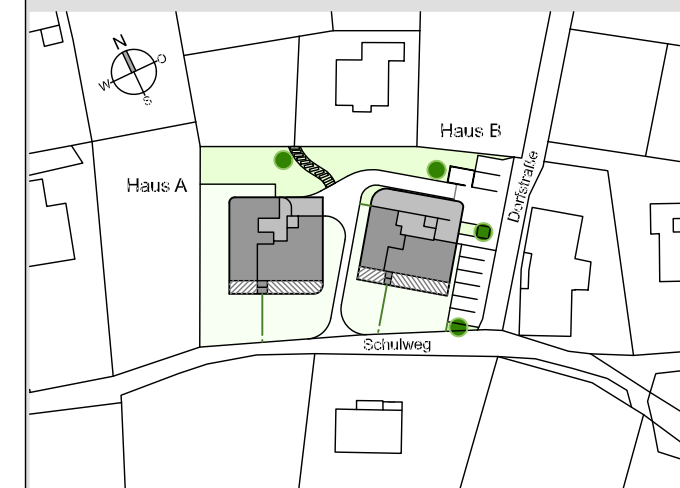 N
O
W
S
Haus B
Haus A
Dorfstraße
Schulweg